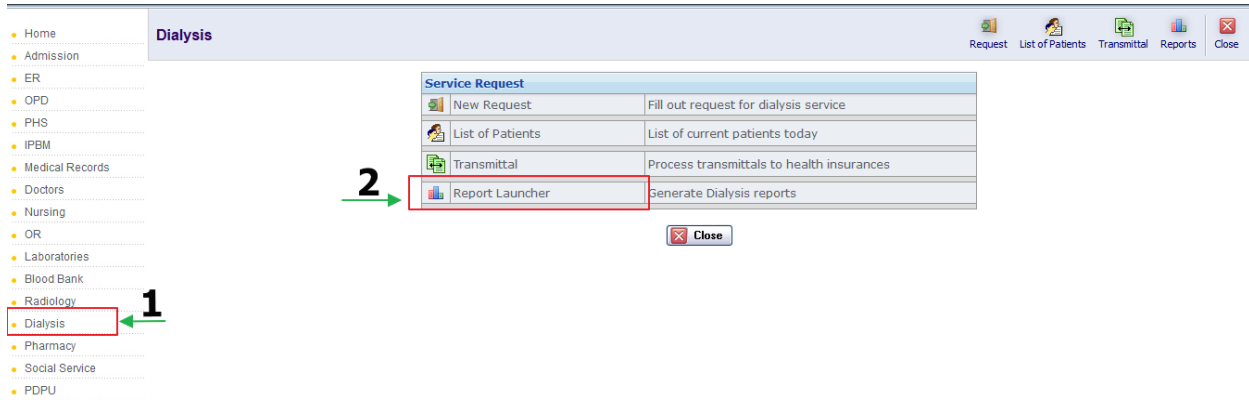 Home
Admission
ER
OPD
PHS
IPBM
Medical Records
Doctors
Nursing
OR
Laboratories
Blood Bank
Radiology
Dialysis
Pharmacy
Social Service
PDPU
1
Dialysis
Request List of Patients Transmittal Reports Close
Service Request
New Request Fill out request for dialysis service
List of Patients List of current patients today
Transmittal Process transmittals to health insurances
2
Report Launcher Generate Dialysis reports
Close